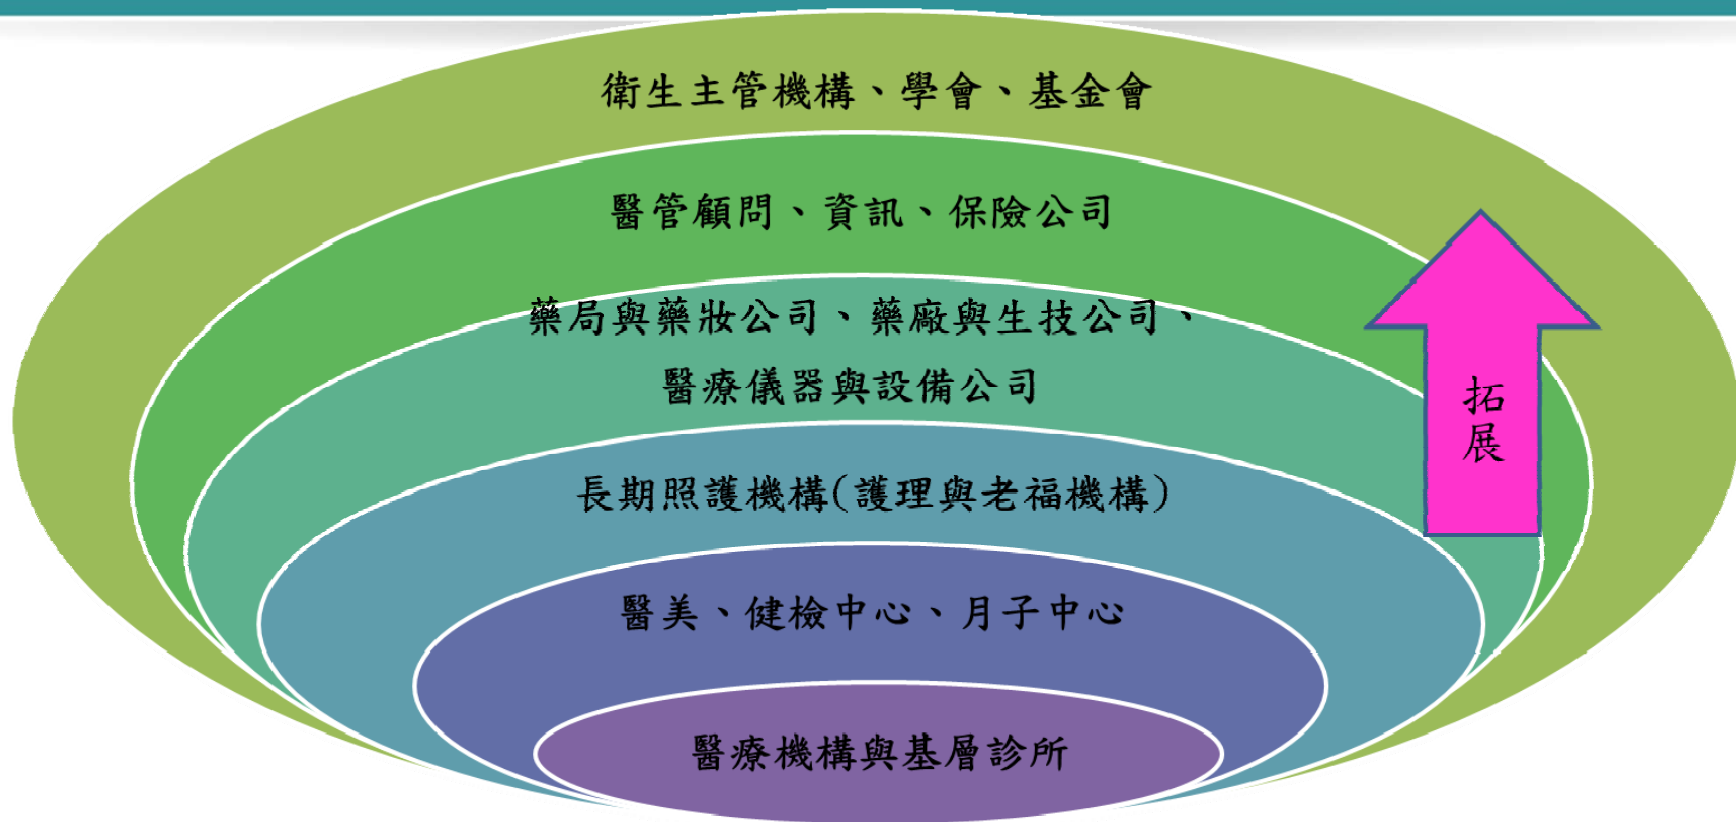 衛生主管機構、學會、基金會
醫管顧問、資訊、保險公司
藥局與藥妝公司、藥廠與生技公司、
醫療儀器與設備公司
長期照護機構(護理與老福機構)
醫美、健檢中心、月子中心
醫療機構與基層診所
拓展